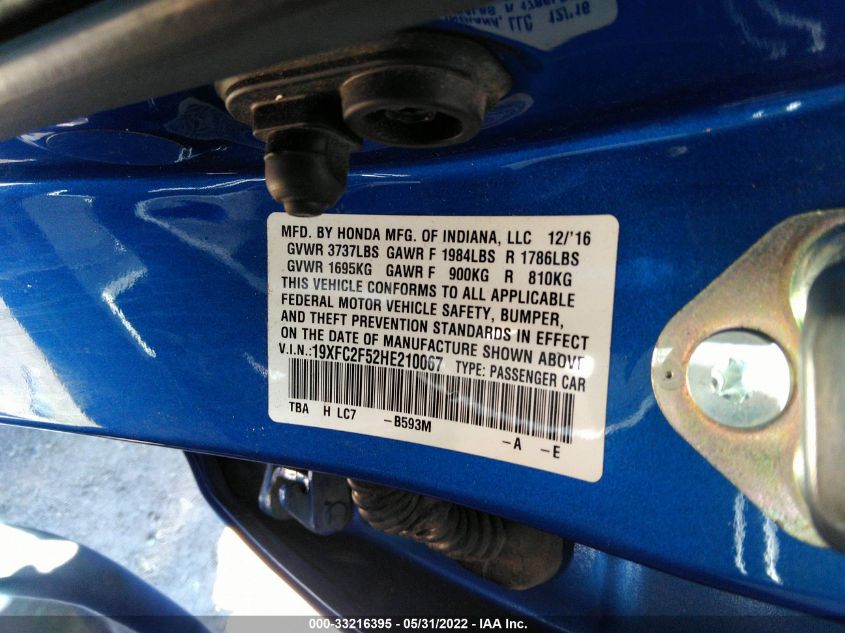 MFD. BY HONDA MFG. OF INDIANA, LLC 12/'16
GVWR 3737LBS GAWR F 1984LBS R 1786LBS
GVWR 1695KG GAWR F 900KG R 810KG
THIS VEHICLE CONFORMS TO ALL APPLICABLE
FEDERAL MOTOR VEHICLE SAFETY, BUMPER,
AND THEFT PREVENTION STANDARDS IN EFFECT
ON THE DATE OF MANUFACTURE SHOWN ABOVE
V.I.N.:19XFC2F52HE210067 TYPE: PASSENGER CAR
TBA H LC7 -B593M -A -E
000-33216395 - 05/31/2022 - IAA Inc.